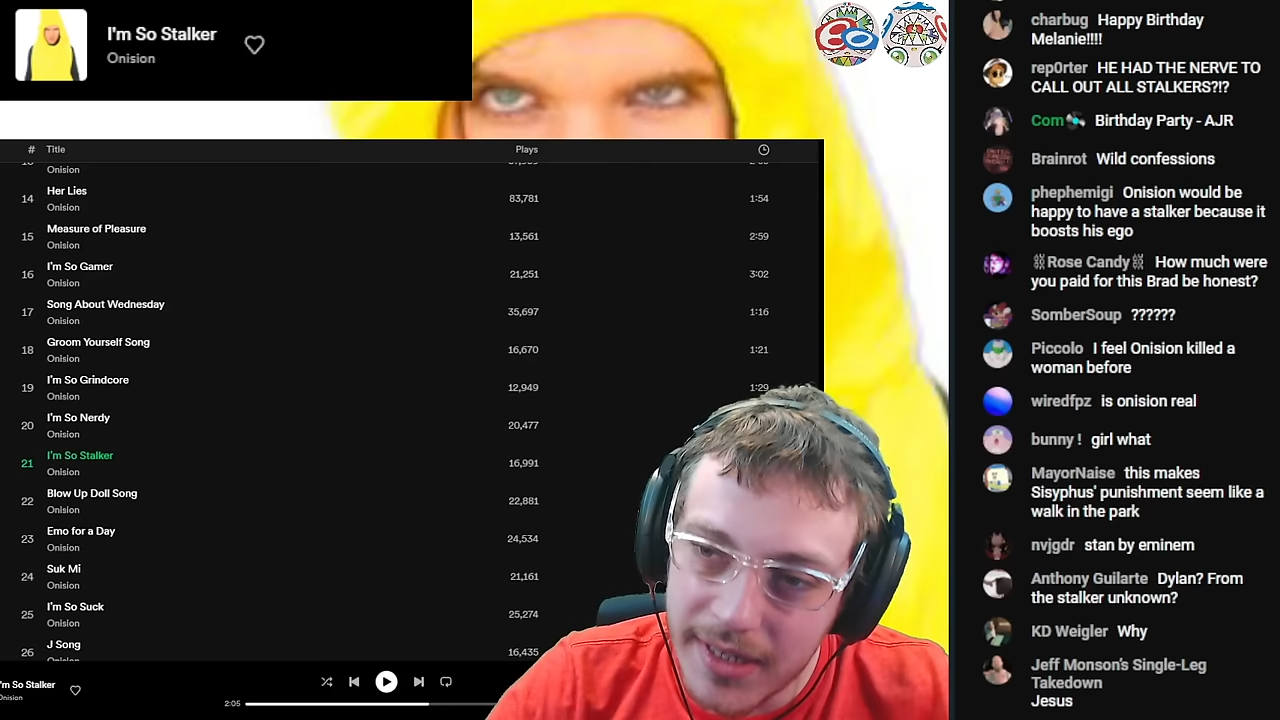 I'm So Stalker
Onision
# Title Plays
Onision
14 Her Lies 83,781 1:54
Onision
15 Measure of Pleasure 13,561 2:59
Onision
16 I'm So Gamer 21,251 3:02
Onision
17 Song About Wednesday 35,697 1:16
Onision
18 Groom Yourself Song 16,670 1:21
Onision
19 I'm So Grindcore 12,949 1:29
Onision
20 I'm So Nerdy 20,477
Onision
21 I'm So Stalker 16,991
Onision
22 Blow Up Doll Song 22,881
Onision
23 Emo for a Day 24,534
Onision
24 Suk Mi 21,161
Onision
25 I'm So Suck 25,274
Onision
26 J Song 16,435
Onision
'm So Stalker
Onision
2:05
charbug Happy Birthday
Melanie!!!!
rep0rter HE HAD THE NERVE TO
CALL OUT ALL STALKERS?!?
Com Birthday Party - AJR
Brainrot Wild confessions
phephemigi Onision would be
happy to have a stalker because it
boosts his ego
Rose Candy How much were
you paid for this Brad be honest?
SomberSoup ??????
Piccolo I feel Onision killed a
woman before
wiredfpz is onision real
bunny ! girl what
MayorNaise this makes
Sisyphus' punishment seem like a
walk in the park
nvjgdr stan by eminem
Anthony Guilarte Dylan? From
the stalker unknown?
KD Weigler Why
Jeff Monson's Single-Leg
Takedown
Jesus